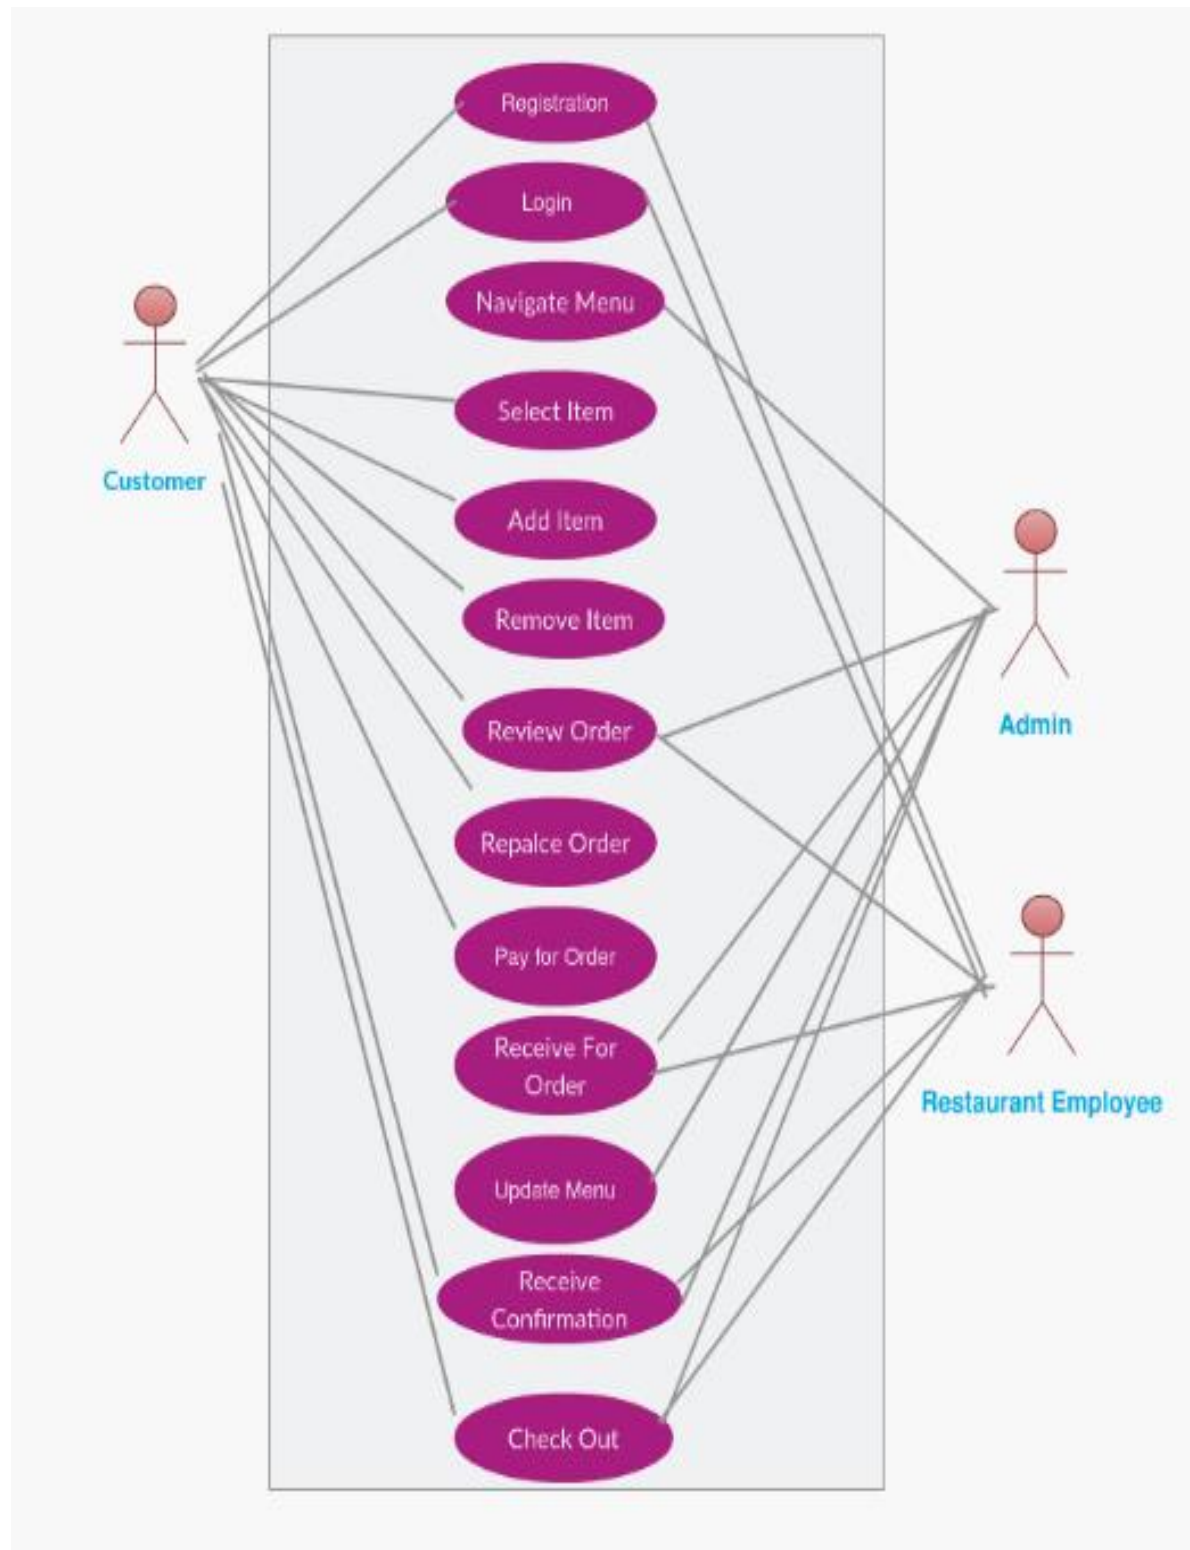 Registration
Login
Navigate Menu
Select Item
Customer
Add Item
Remove Item
Admin
Review Order
Repalce Order
Pay for Order
Receive For
Order
Restaurant Employee
Update Menu
Receive
Confirmation
Check Out